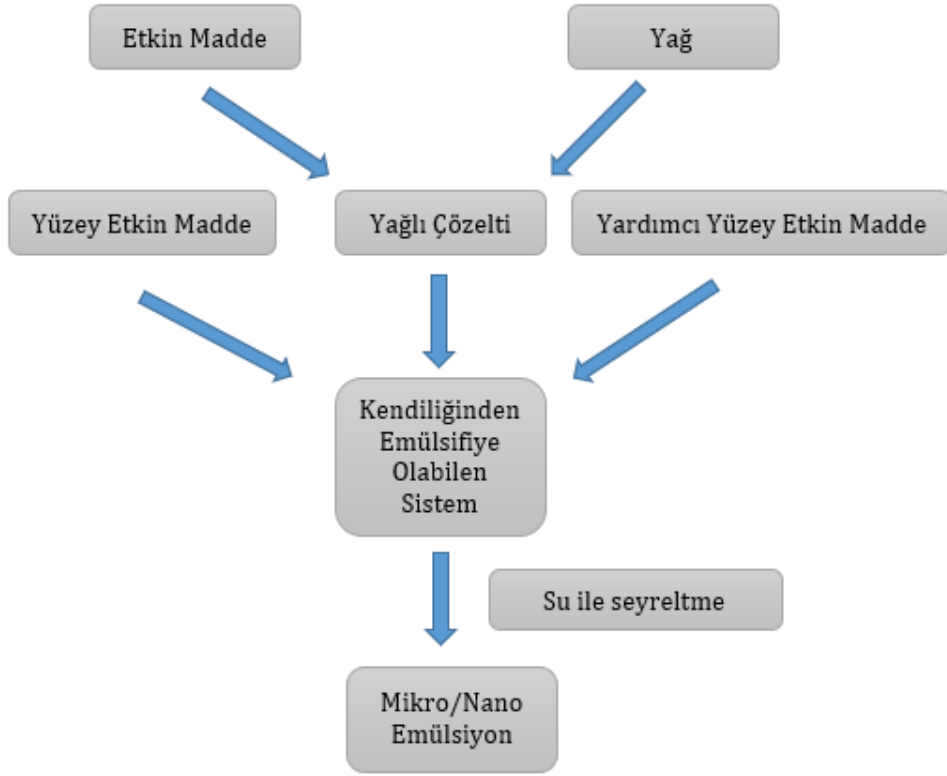 Etkin Madde
Yağ
Yüzey Etkin Madde
Yağlı Çözelti
Yardımcı Yüzey Etkin Madde
Kendiliğinden
Emülsifiye
Olabilen
Sistem
Su ile seyreltme
Mikro/Nano
Emülsiyon